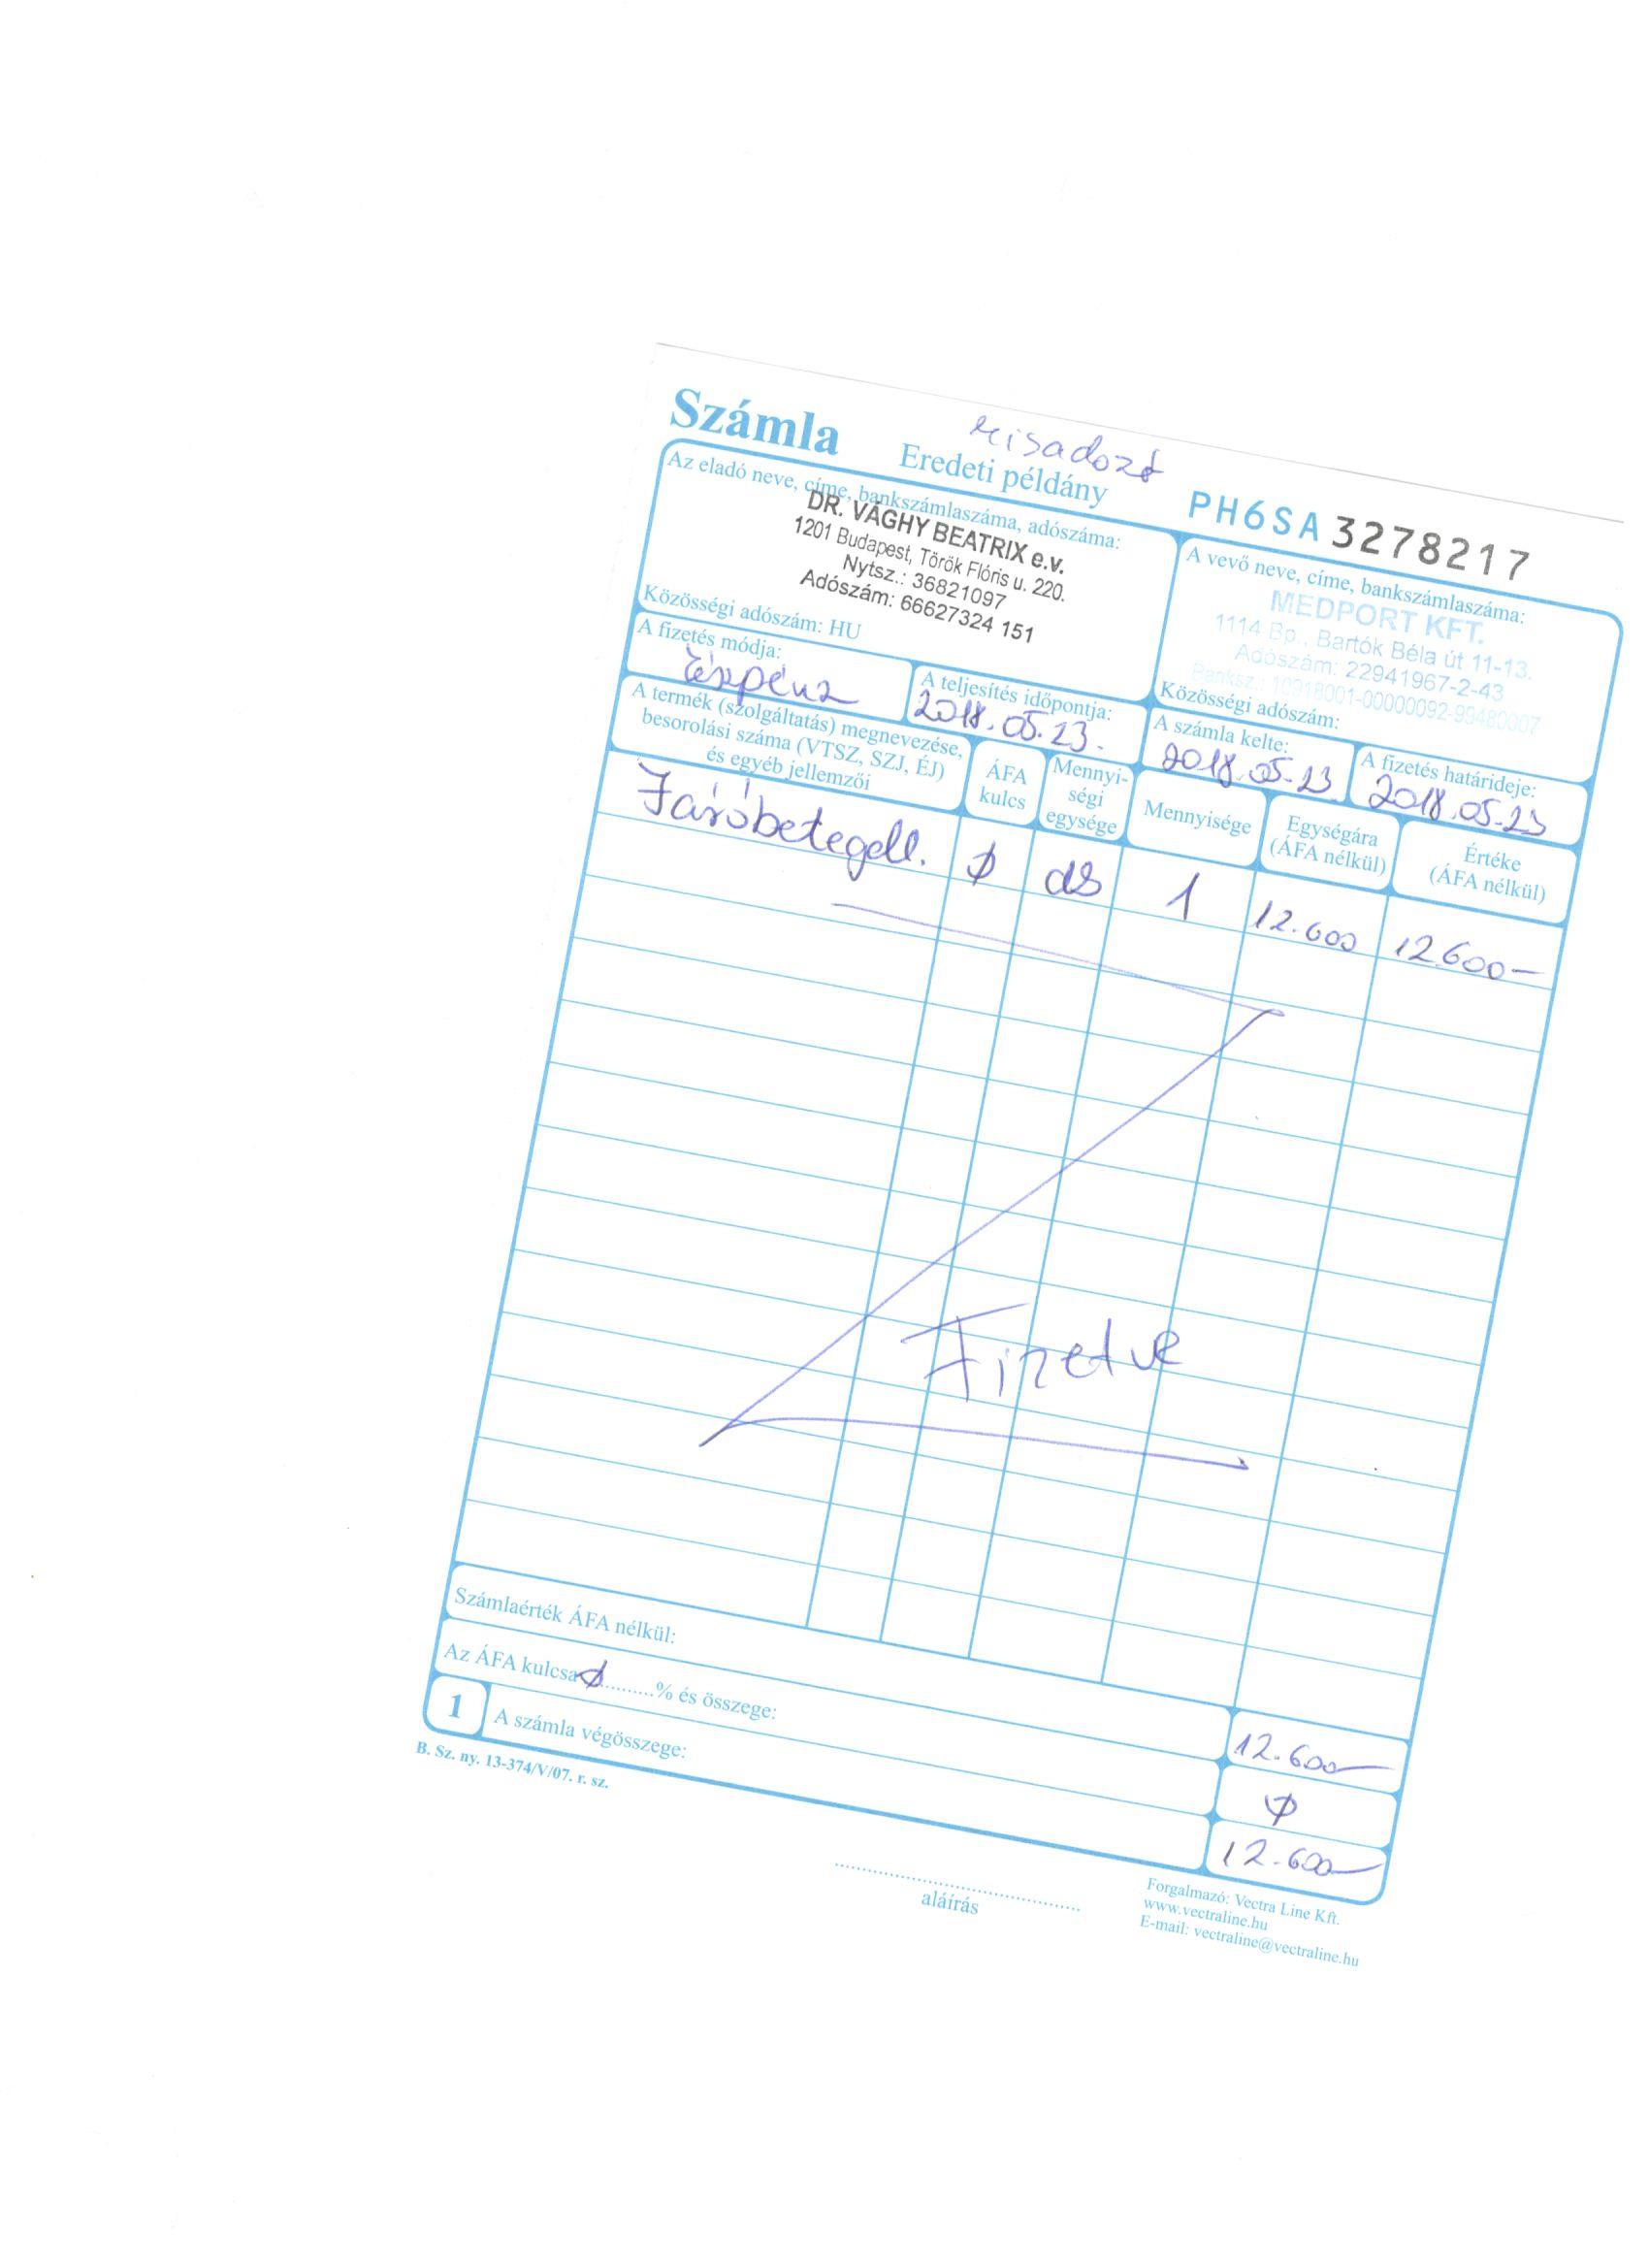 Számla
kisadozó
Eredeti példány
PH6SA 3278217
Az eladó neve, címe, bankszámlaszáma, adószáma:
DR. VÁGHY BEATRIX e.v.
1201 Budapest, Török Flóris u. 220.
Nytsz.: 36821097
Adószám: 66627324 151
Közösségi adószám: HU
A vevő neve, címe, bankszámlaszáma:
MEDPORT KFT.
1114 Bp., Bartók Béla út 11-13.
Adószám: 22941967-2-43
Banksz.: 10918001-00000092-99480007
Közösségi adószám:
A fizetés módja:
Készpénz
A teljesítés időpontja:
2018.05.23.
A számla kelte:
2018.05.23.
A fizetés határideje:
2018.05.23
A termék (szolgáltatás) megnevezése,
besorolási száma (VTSZ, SZJ, ÉJ)
és egyéb jellemzői
ÁFA
kulcs
Mennyi-
ségi
egysége
Mennyisége
Egységára
(ÁFA nélkül)
Értéke
(ÁFA nélkül)
Járóbetegell. ø db 1 12.600 12.600-
Fizetve
Számlaérték ÁFA nélkül: 12.600
Az ÁFA kulcsa ø ..........% és összege: ø
1 A számla végösszege: 12.600
B. Sz. ny. 13-374/V/07. r. sz.
aláírás
Forgalmazó: Vectra Line Kft.
www.vectraline.hu
E-mail: vectraline@vectraline.hu